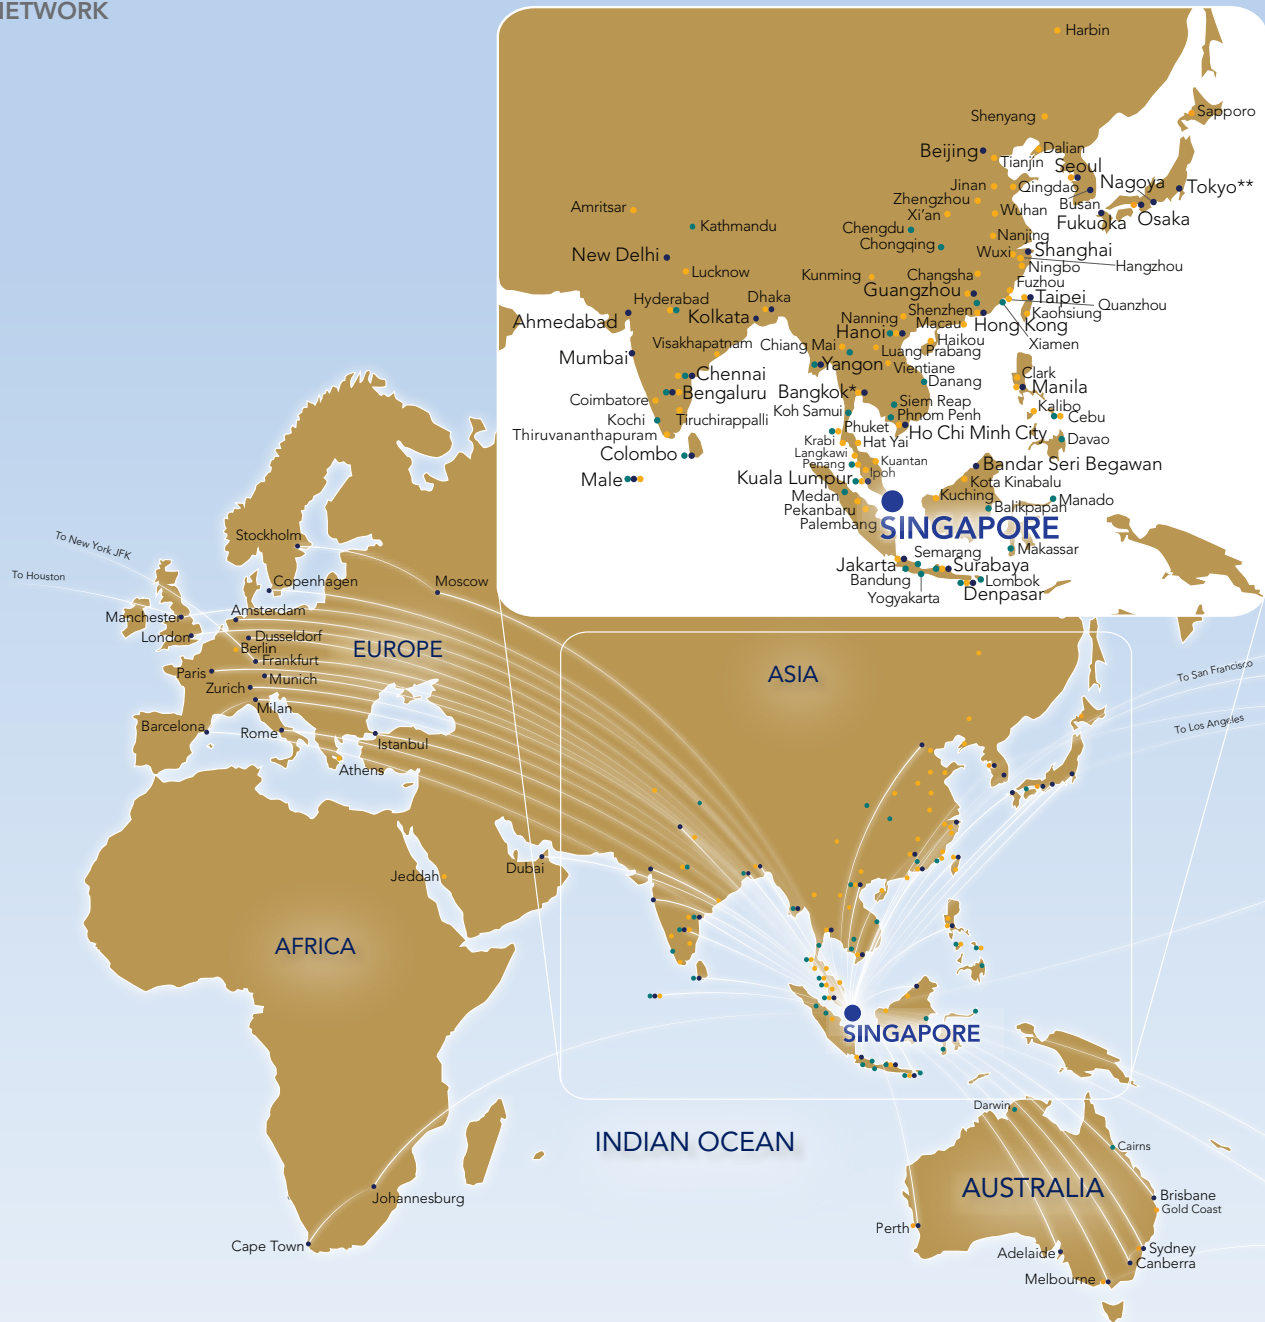 NETWORK
Harbin
Sapporo
Shenyang
Beijing
Dalian
Tianjin
Seoul
Jinan
Qingdao
Nagoya
Tokyo**
Zhengzhou
Busan
Amritsar
Xi'an
Wuhan
Fukuoka
Osaka
Kathmandu
Chengdu
Chongqing
Nanjing
New Delhi
Wuxi
Shanghai
Lucknow
Kunming
Changsha
Ningbo
Hangzhou
Fuzhou
Hyderabad
Dhaka
Guangzhou
Taipei
Quanzhou
Ahmedabad
Kolkata
Nanning
Shenzhen
Kaohsiung
Macau
Hong Kong
Hanoi
Visakhapatnam
Chiang Mai
Haikou
Xiamen
Mumbai
Luang Prabang
Yangon
Vientiane
Chennai
Danang
Clark
Manila
Bengaluru
Bangkok*
Coimbatore
Siem Reap
Kalibo
Kochi
Tiruchirappalli
Koh Samui
Phnom Penh
Cebu
Thiruvananthapuram
Phuket
Ho Chi Minh City
Krabi
Hat Yai
Davao
Colombo
Langkawi
Penang
Kuantan
Bandar Seri Begawan
Male
Kuala Lumpur
Ipoh
Kota Kinabalu
Medan
Kuching
Manado
Pekanbaru
Balikpapah
Palembang
SINGAPORE
Semarang
Makassar
Jakarta
Surabaya
Bandung
Lombok
Yogyakarta
Denpasar
Stockholm
To New York JFK
To Houston
Copenhagen
Moscow
Manchester
Amsterdam
London
Dusseldorf
Berlin
EUROPE
Frankfurt
ASIA
To San Francisco
Paris
Munich
Zurich
Milan
To Los Angeles
Barcelona
Rome
Istanbul
Athens
Dubai
Jeddah
AFRICA
SINGAPORE
Darwin
INDIAN OCEAN
Cairns
AUSTRALIA
Brisbane
Johannesburg
Gold Coast
Perth
Cape Town
Adelaide
Sydney
Canberra
Melbourne